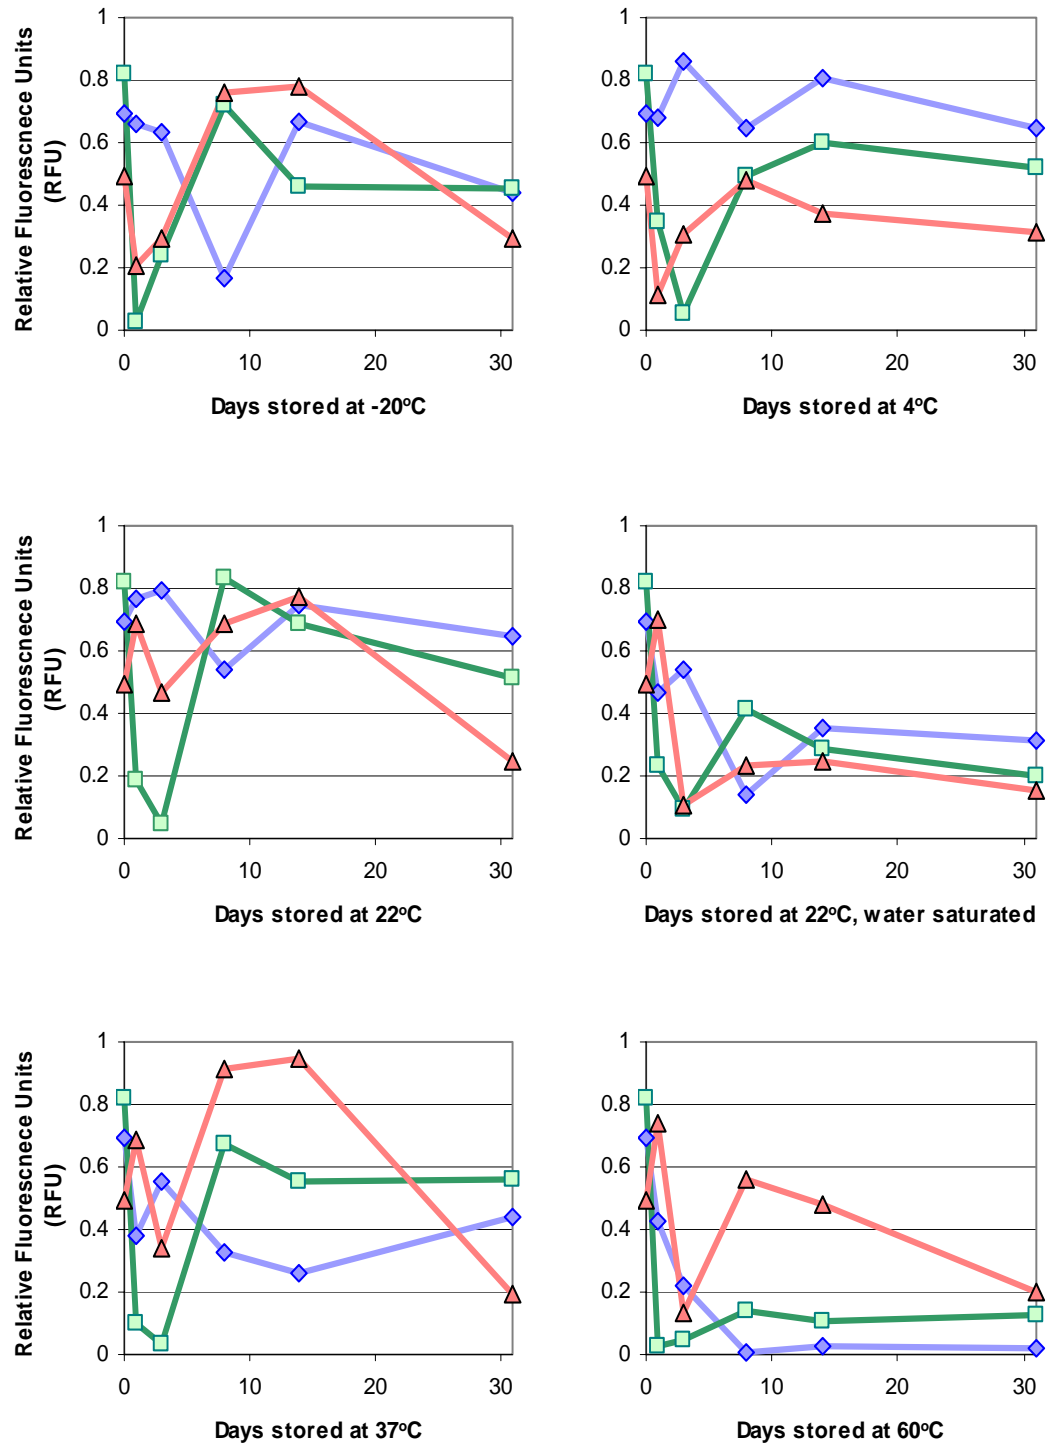 Relative Fluorescnece Units
(RFU)
1
0.8
0.6
0.4
0.2
0
0 10 20 30
Days stored at -20ºC
1
0.8
0.6
0.4
0.2
0
0 10 20 30
Days stored at 4ºC
Relative Fluorescnece Units
(RFU)
1
0.8
0.6
0.4
0.2
0
0 10 20 30
Days stored at 22ºC
1
0.8
0.6
0.4
0.2
0
0 10 20 30
Days stored at 22ºC, water saturated
Relative Fluorescnece Units
(RFU)
1
0.8
0.6
0.4
0.2
0
0 10 20 30
Days stored at 37ºC
1
0.8
0.6
0.4
0.2
0
0 10 20 30
Days stored at 60ºC